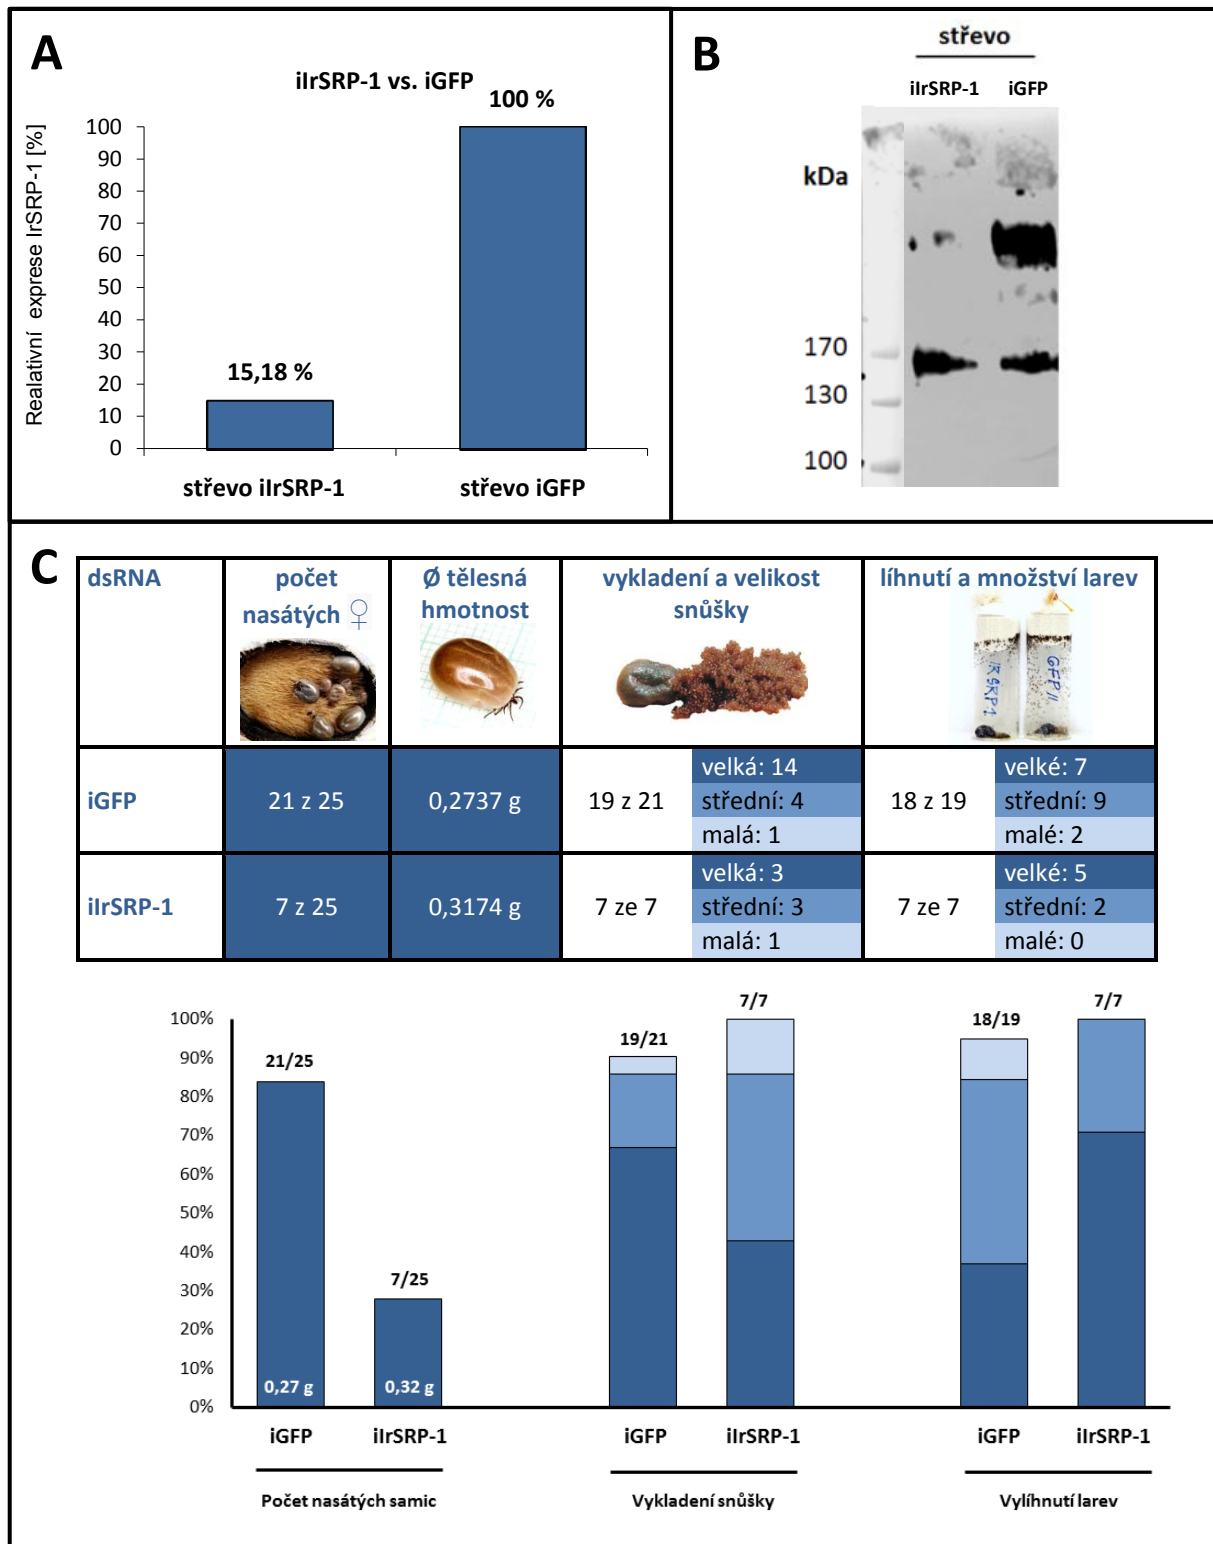 A
iIrSRP-1 vs. iGFP
100 %
Realativní exprese IrSRP-1 [%]
100
90
80
70
60
50
40
30
20
10
0
15,18 %
střevo iIrSRP-1
střevo iGFP
B
střevo
iIrSRP-1 iGFP
kDa
170
130
100
C
dsRNA
počet nasátých ♀
Ø tělesná hmotnost
vykladení a velikost snůšky
líhnutí a množství larev
IRSRP1
GFP II
iGFP
21 z 25
0,2737 g
19 z 21
velká: 14
střední: 4
malá: 1
18 z 19
velké: 7
střední: 9
malé: 2
iIrSRP-1
7 z 25
0,3174 g
7 ze 7
velká: 3
střední: 3
malá: 1
7 ze 7
velké: 5
střední: 2
malé: 0
100%
90%
80%
70%
60%
50%
40%
30%
20%
10%
0%
21/25
0,27 g
7/25
0,32 g
19/21
7/7
18/19
7/7
iGFP iIrSRP-1
iGFP iIrSRP-1
iGFP iIrSRP-1
Počet nasátých samic
Vykladení snůšky
Vylíhnutí larev